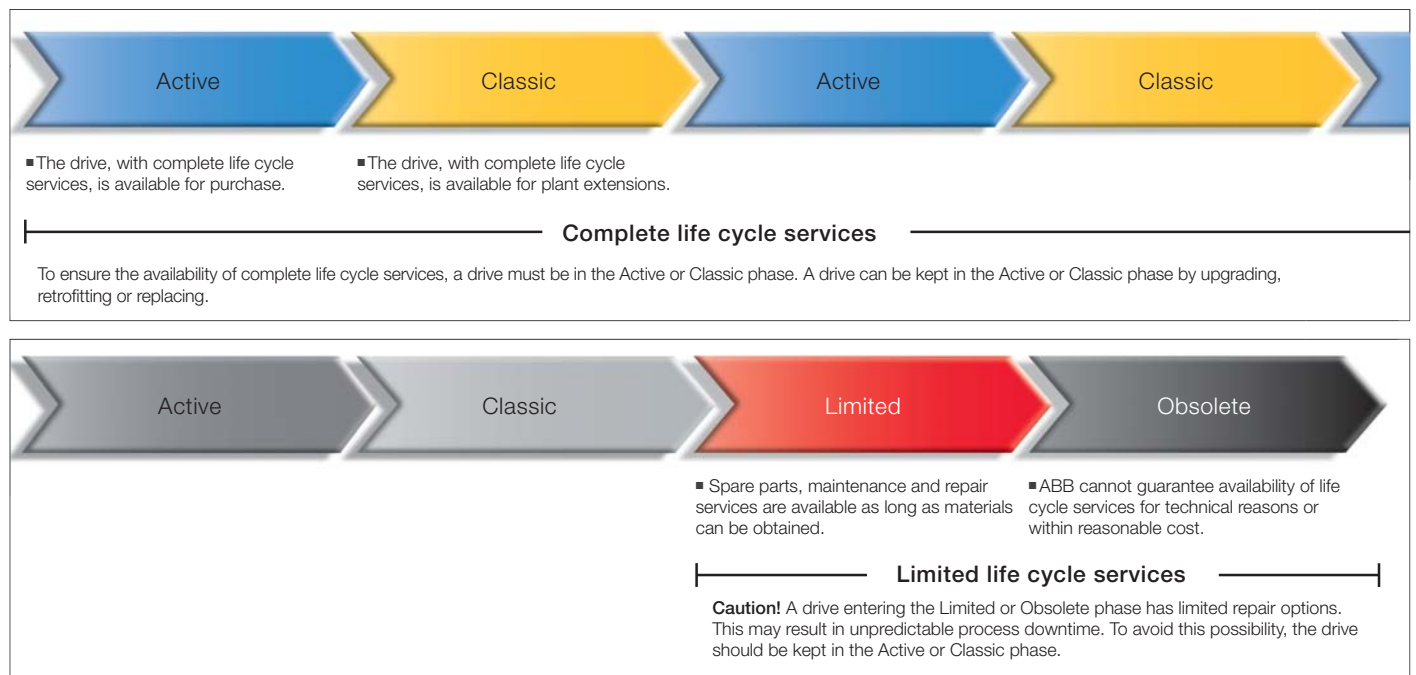 Active
Classic
Active
Classic
■ The drive, with complete life cycle
services, is available for purchase.
■ The drive, with complete life cycle
services, is available for plant extensions.
Complete life cycle services
To ensure the availability of complete life cycle services, a drive must be in the Active or Classic phase. A drive can be kept in the Active or Classic phase by upgrading,
retrofitting or replacing.
Active
Classic
Limited
Obsolete
■ Spare parts, maintenance and repair
services are available as long as materials
can be obtained.
■ ABB cannot guarantee availability of life
cycle services for technical reasons or
within reasonable cost.
Limited life cycle services
Caution! A drive entering the Limited or Obsolete phase has limited repair options.
This may result in unpredictable process downtime. To avoid this possibility, the drive
should be kept in the Active or Classic phase.